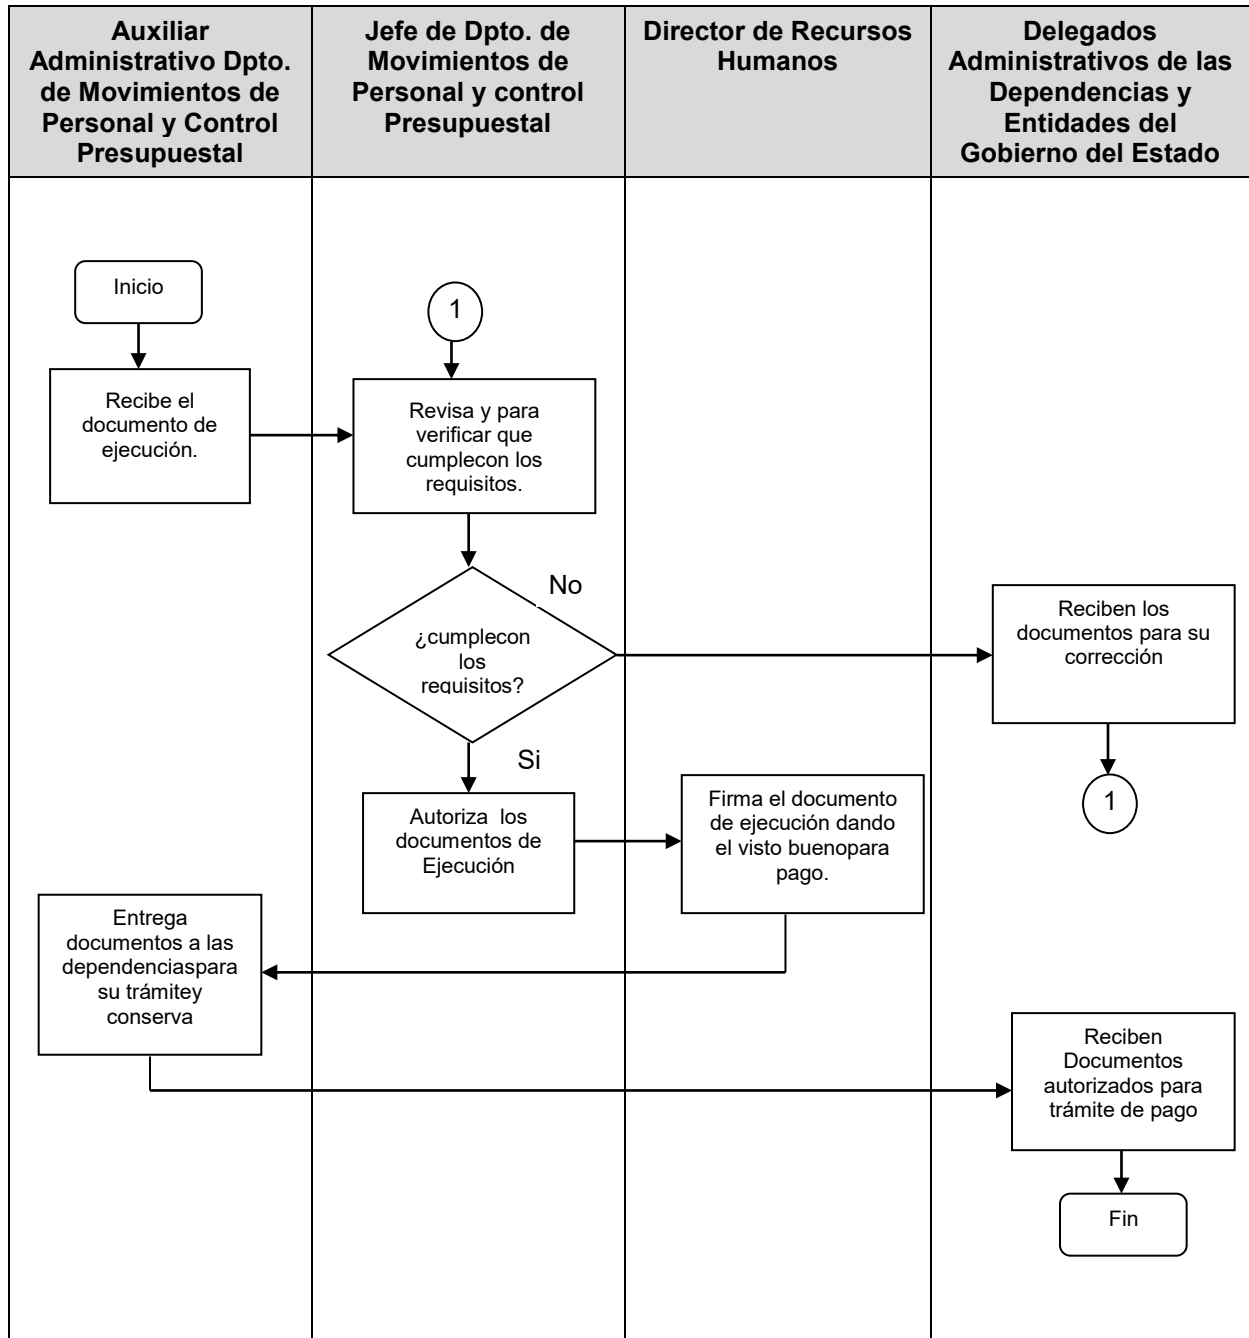 Auxiliar
Administrativo Dpto.
de Movimientos de
Personal y Control
Presupuestal
Jefe de Dpto. de
Movimientos de
Personal y control
Presupuestal
Director de Recursos
Humanos
Delegados
Administrativos de las
Dependencias y
Entidades del
Gobierno del Estado
Inicio
1
Recibe el
documento de
ejecución.
Revisa y para
verificar que
cumplecon los
requisitos.
No
¿cumplecon
los
requisitos?
Reciben los
documentos para su
corrección
Si
1
Autoriza los
documentos de
Ejecución
Firma el documento
de ejecución dando
el visto buenopara
pago.
Entrega
documentos a las
dependenciaspara
su trámitey
conserva
Reciben
Documentos
autorizados para
trámite de pago
Fin